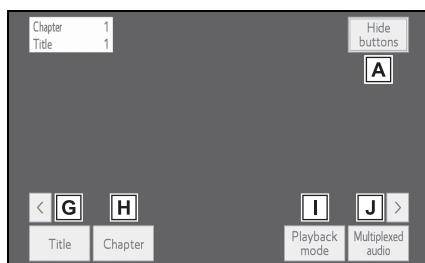 Chapter 1
Title 1
Hide
buttons
A
< G H I J >
Title Chapter Playback
mode Multiplexed
audio